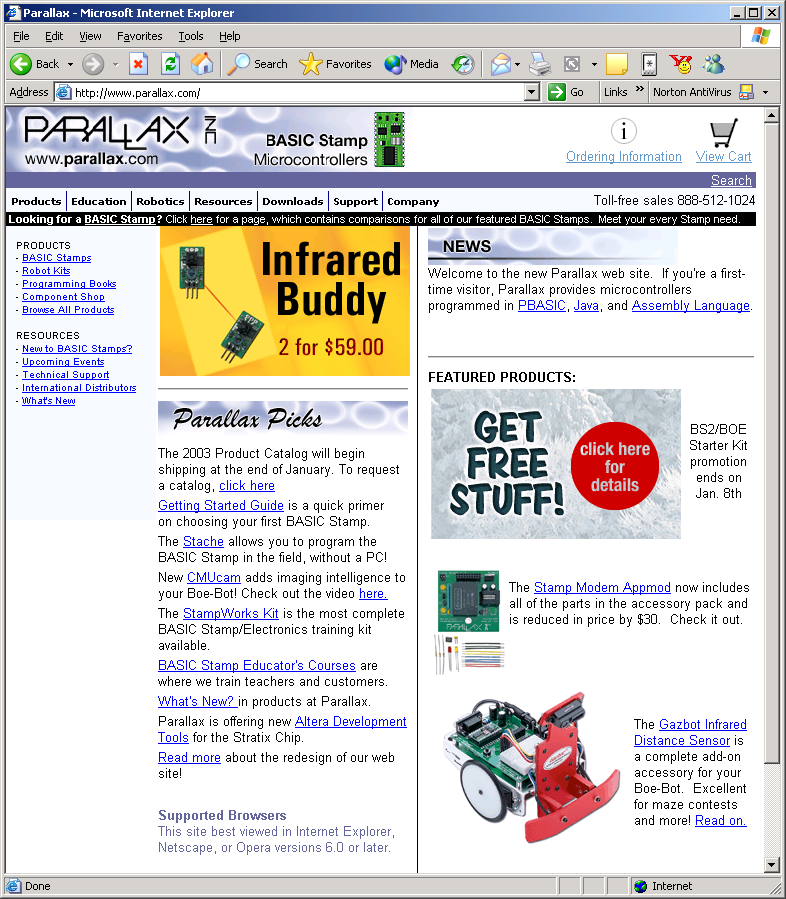 Parallax - Microsoft Internet Explorer
File Edit View Favorites Tools Help
Back Search Favorites Media
Address http://www.parallax.com/ Go Links » Norton AntiVirus
PARALLAX INC
www.parallax.com
BASIC Stamp
Microcontrollers
Ordering Information View Cart
Search
Products Education Robotics Resources Downloads Support Company Toll-free sales 888-512-1024
Looking for a BASIC Stamp? Click here for a page, which contains comparisons for all of our featured BASIC Stamps. Meet your every Stamp need.
PRODUCTS
- BASIC Stamps
- Robot Kits
- Programming Books
- Component Shop
- Browse All Products
RESOURCES
- New to BASIC Stamps?
- Upcoming Events
- Technical Support
- International Distributors
- What's New
Infrared
Buddy
2 for $59.00
Parallax Picks
The 2003 Product Catalog will begin
shipping at the end of January. To request
a catalog, click here
Getting Started Guide is a quick primer
on choosing your first BASIC Stamp.
The Stache allows you to program the
BASIC Stamp in the field, without a PC!
New CMUcam adds imaging intelligence to
your Boe-Bot! Check out the video here.
The StampWorks Kit is the most complete
BASIC Stamp/Electronics training kit
available.
BASIC Stamp Educator's Courses are
where we train teachers and customers.
What's New? in products at Parallax.
Parallax is offering new Altera Development
Tools for the Stratix Chip.
Read more about the redesign of our web
site!
Supported Browsers
This site best viewed in Internet Explorer,
Netscape, or Opera versions 6.0 or later.
NEWS
Welcome to the new Parallax web site. If you're a first-
time visitor, Parallax provides microcontrollers
programmed in PBASIC, Java, and Assembly Language.
FEATURED PRODUCTS:
GET
FREE
STUFF!
click here
for
details
BS2/BOE
Starter Kit
promotion
ends on
Jan. 8th
The Stamp Modem Appmod now includes
all of the parts in the accessory pack and
is reduced in price by $30. Check it out.
The Gazbot Infrared
Distance Sensor is
a complete add-on
accessory for your
Boe-Bot. Excellent
for maze contests
and more! Read on.
Done Internet